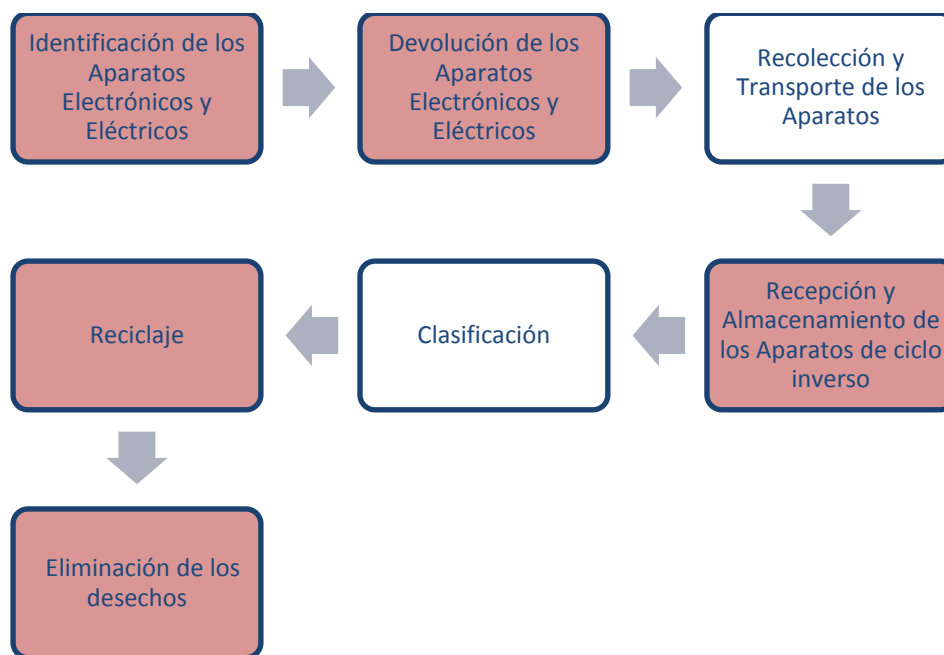 Identificación de los
Aparatos
Electrónicos y
Eléctricos
Devolución de los
Aparatos
Electrónicos y
Eléctricos
Recolección y
Transporte de los
Aparatos
Recepción y
Almacenamiento de
los Aparatos de ciclo
inverso
Clasificación
Reciclaje
Eliminación de los
desechos